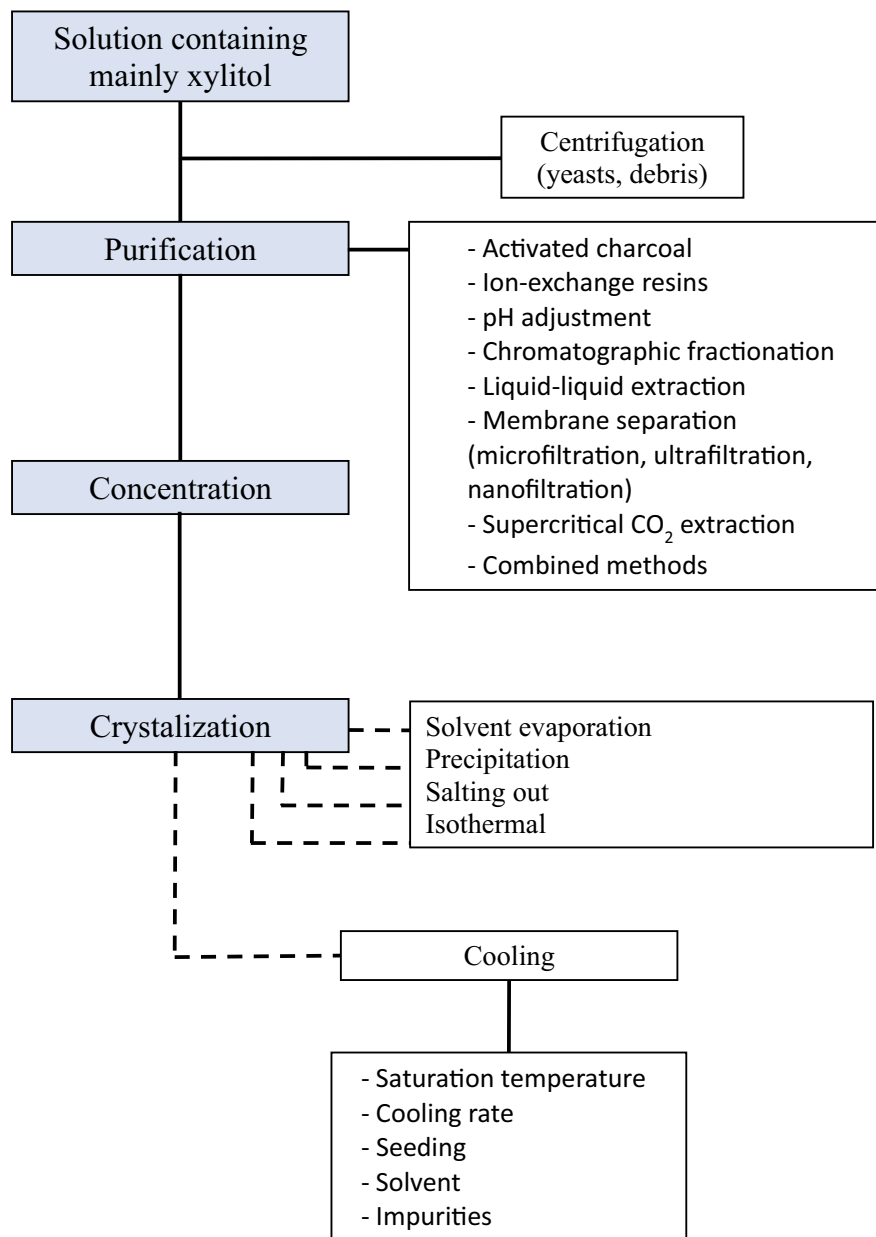 Solution containing
mainly xylitol
Centrifugation
(yeasts, debris)
Purification
- Activated charcoal
- Ion-exchange resins
- pH adjustment
- Chromatographic fractionation
- Liquid-liquid extraction
- Membrane separation
(microfiltration, ultrafiltration,
nanofiltration)
- Supercritical CO₂ extraction
- Combined methods
Concentration
Crystalization
Solvent evaporation
Precipitation
Salting out
Isothermal
Cooling
- Saturation temperature
- Cooling rate
- Seeding
- Solvent
- Impurities